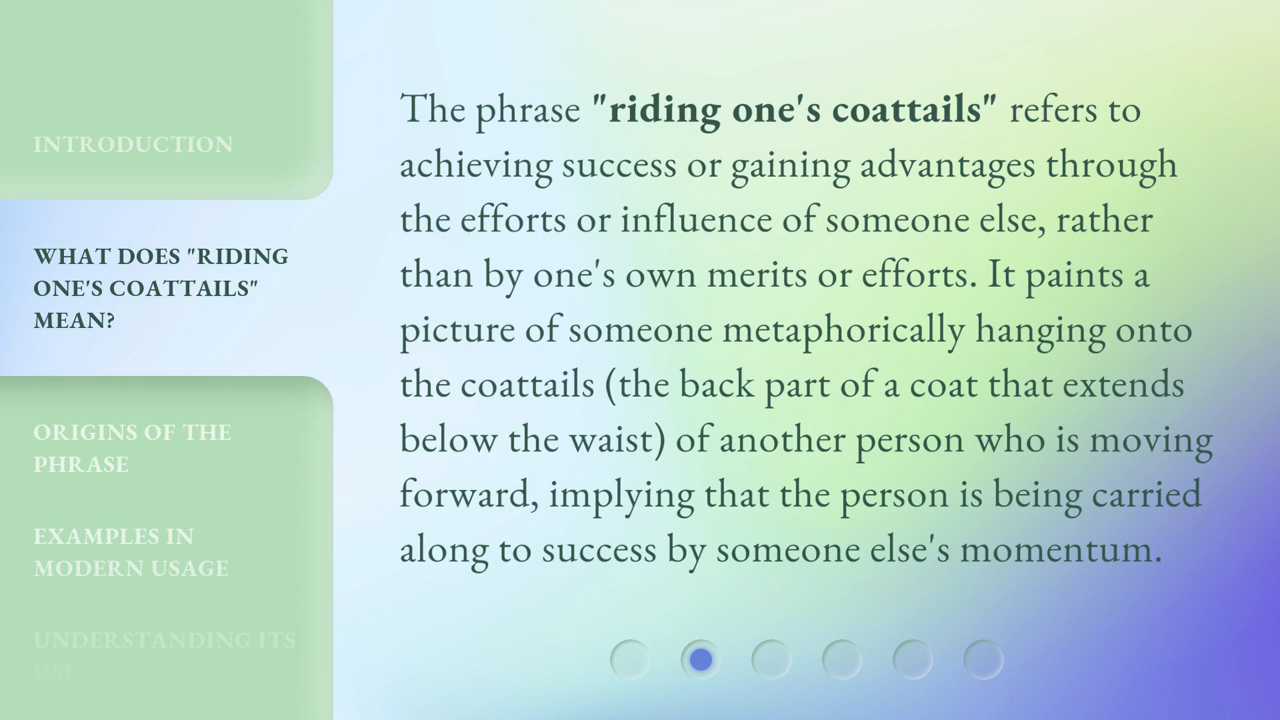 INTRODUCTION
WHAT DOES "RIDING
ONE'S COATTAILS"
MEAN?
ORIGINS OF THE
PHRASE
EXAMPLES IN
MODERN USAGE
UNDERSTANDING ITS
USE
The phrase "riding one's coattails" refers to
achieving success or gaining advantages through
the efforts or influence of someone else, rather
than by one's own merits or efforts. It paints a
picture of someone metaphorically hanging onto
the coattails (the back part of a coat that extends
below the waist) of another person who is moving
forward, implying that the person is being carried
along to success by someone else's momentum.